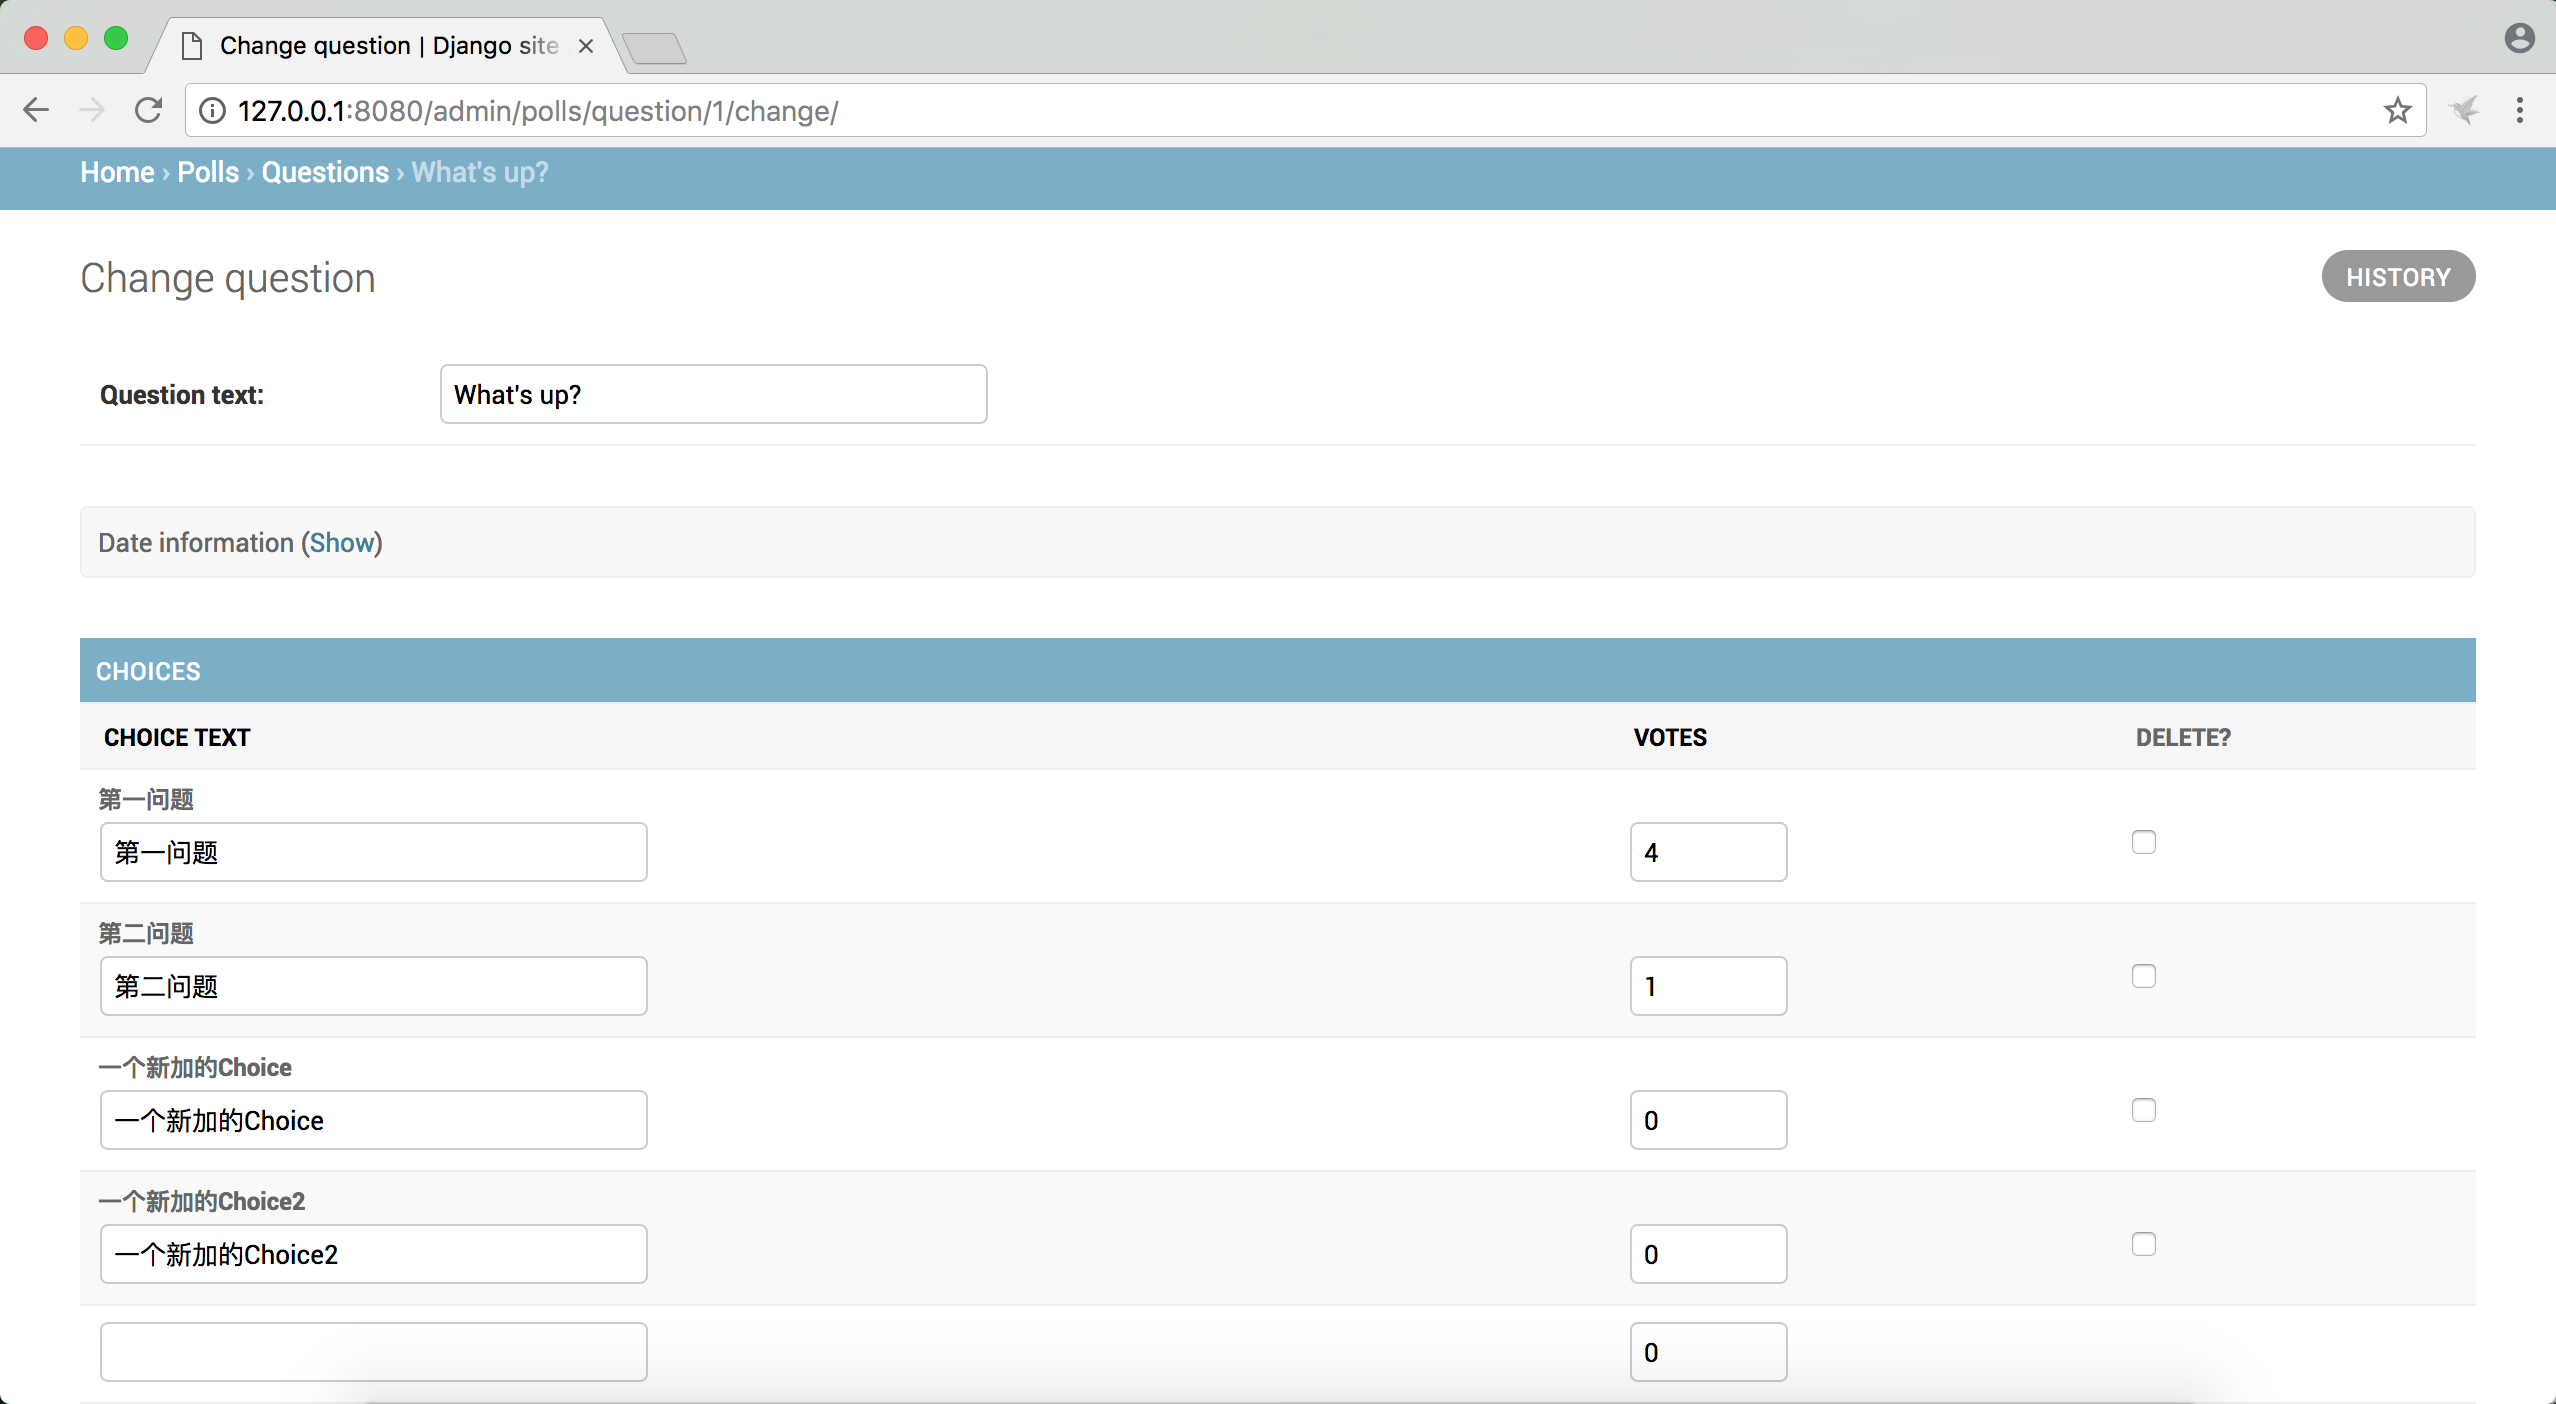 Change question | Django site
127.0.0.1:8080/admin/polls/question/1/change/
Home › Polls › Questions › What's up?
Change question
HISTORY
Question text:
What's up?
Date information (Show)
CHOICES
CHOICE TEXT VOTES DELETE?
第一问题
第一问题 4
第二问题
第二问题 1
一个新加的Choice
一个新加的Choice 0
一个新加的Choice2
一个新加的Choice2 0
0